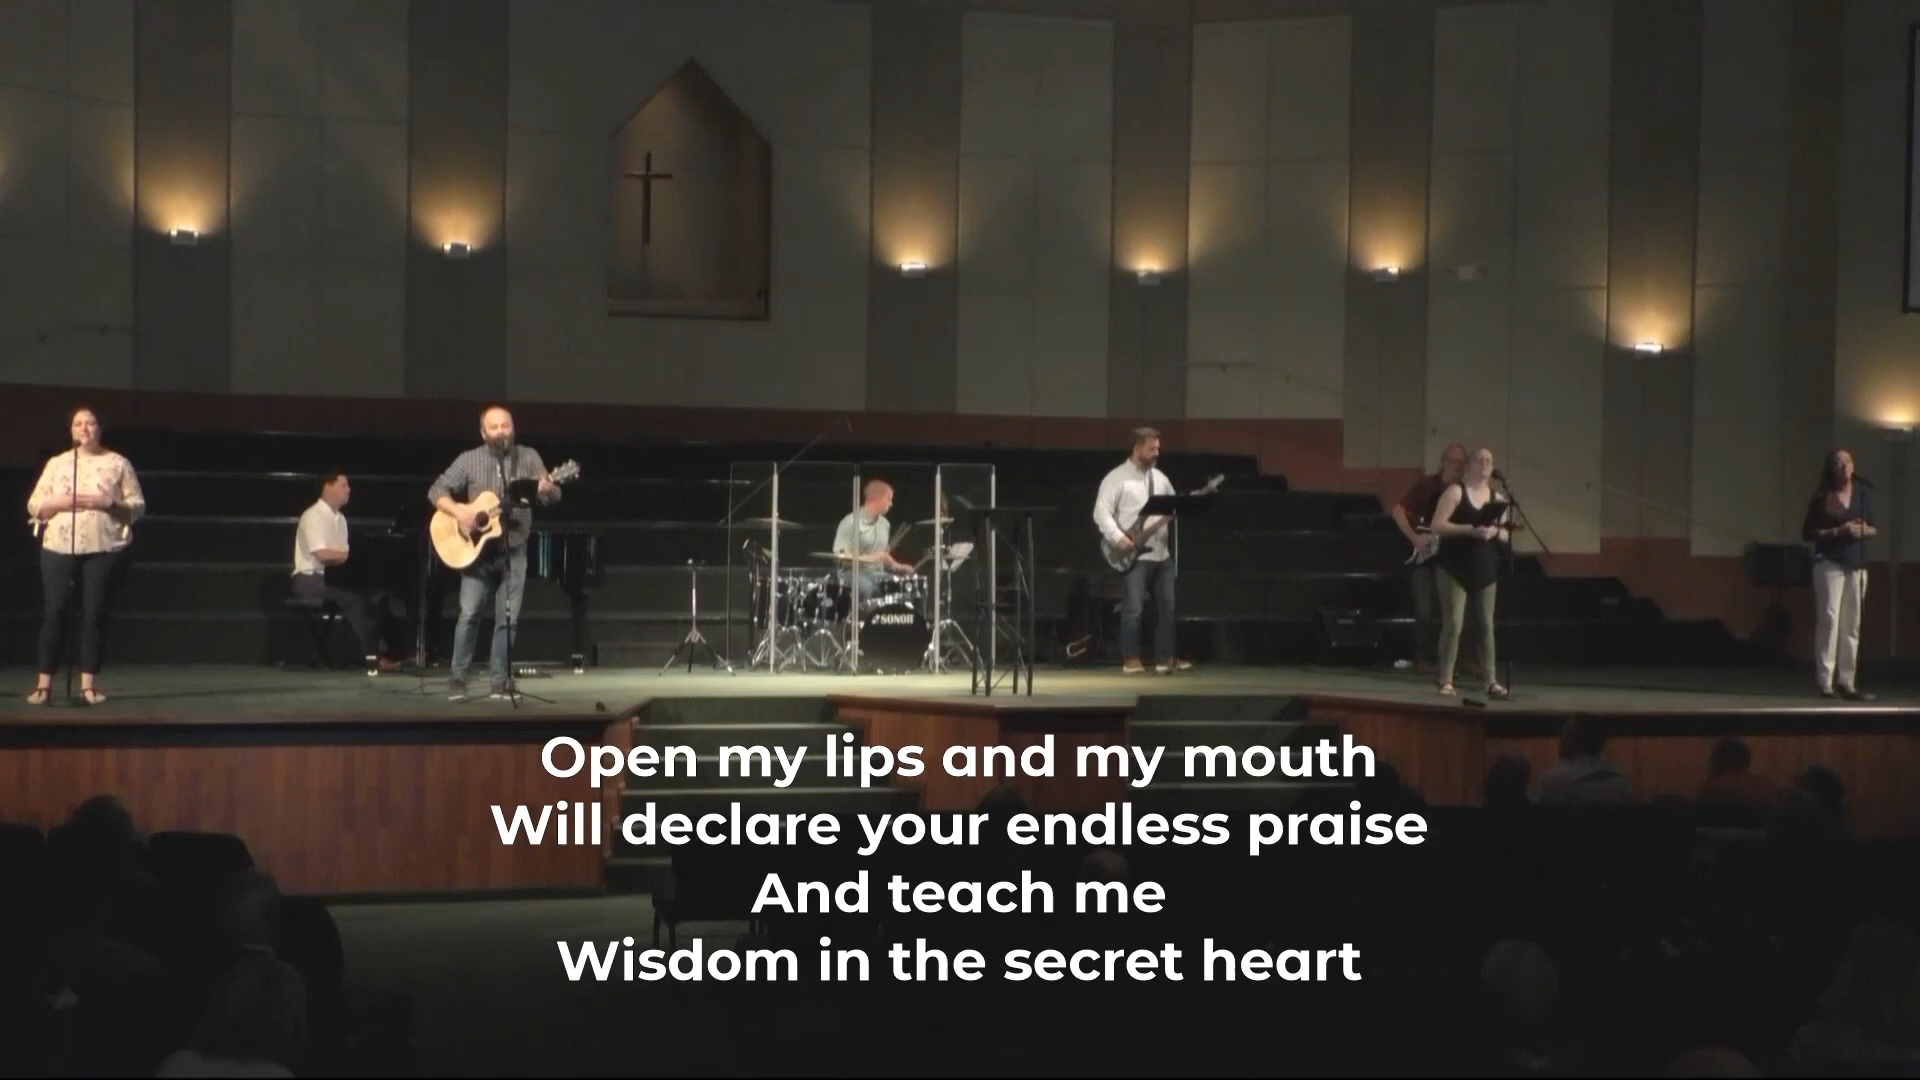 SONOR
Open my lips and my mouth
Will declare your endless praise
And teach me
Wisdom in the secret heart